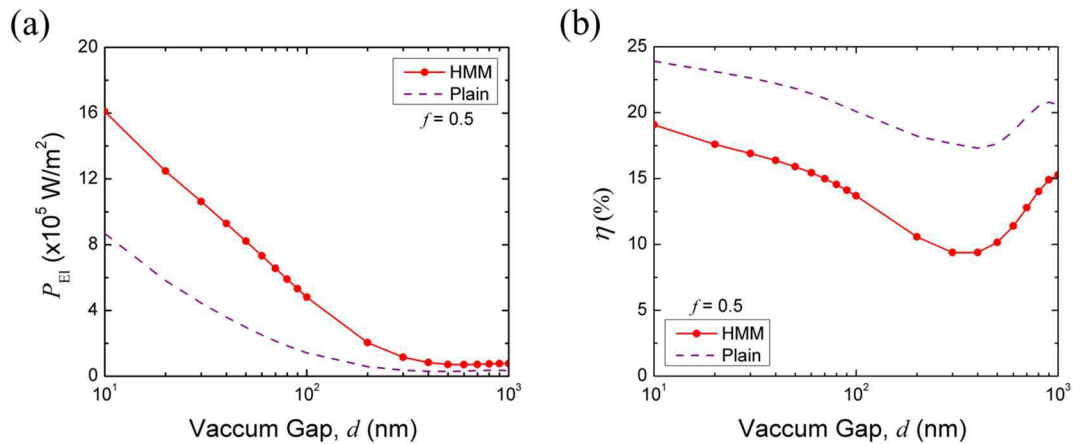 (a)
20
16
12
8
4
0
P_El (x10^5 W/m^2)
HMM
Plain
f = 0.5
10^1
10^2
10^3
Vaccum Gap, d (nm)
(b)
25
20
15
10
5
0
η (%)
f = 0.5
HMM
Plain
10^1
10^2
10^3
Vaccum Gap, d (nm)